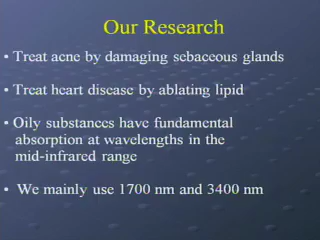 Our Research
▪ Treat acne by damaging sebaceous glands
▪ Treat heart disease by ablating lipid
▪ Oily substances have fundamental
absorption at wavelengths in the
mid-infrared range
▪ We mainly use 1700 nm and 3400 nm